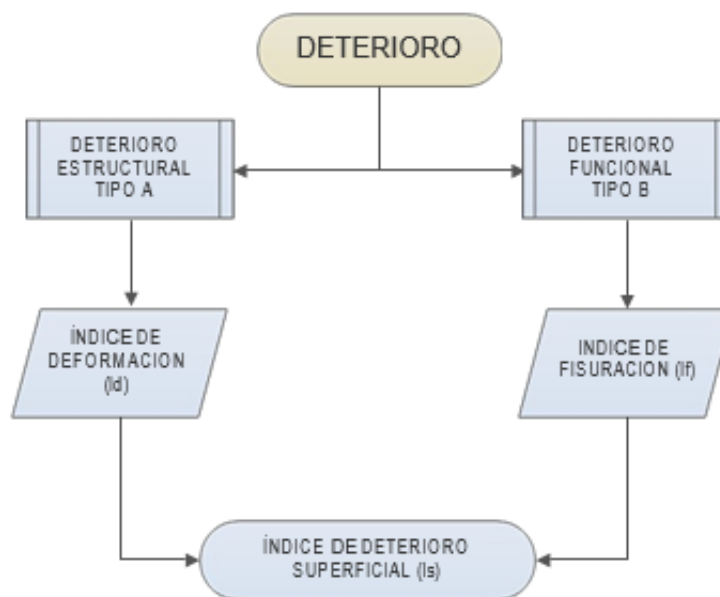 DETERIORO
DETERIORO
ESTRUCTURAL
TIPO A
DETERIORO
FUNCIONAL
TIPO B
ÍNDICE DE
DEFORMACION
(Id)
INDICE DE
FISURACION (If)
ÍNDICE DE DETERIORO
SUPERFICIAL (Is)